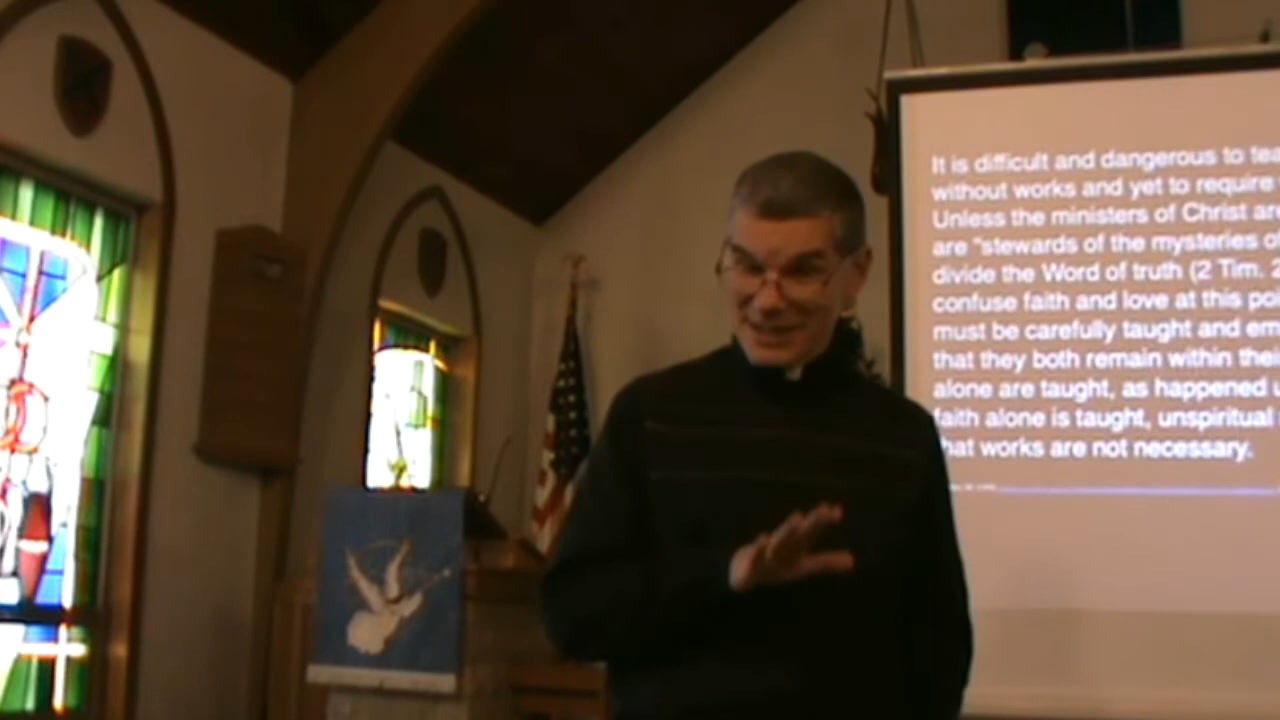 It is difficult and dangerous to tea
without works and yet to require
Unless the ministers of Christ ar
are "stewards of the mysteries of
divide the Word of truth (2 Tim. 2
confuse faith and love at this poi
must be carefully taught and em
that they both remain within thei
alone are taught, as happened u
faith alone is taught, unspiritual
hat works are not necessary.